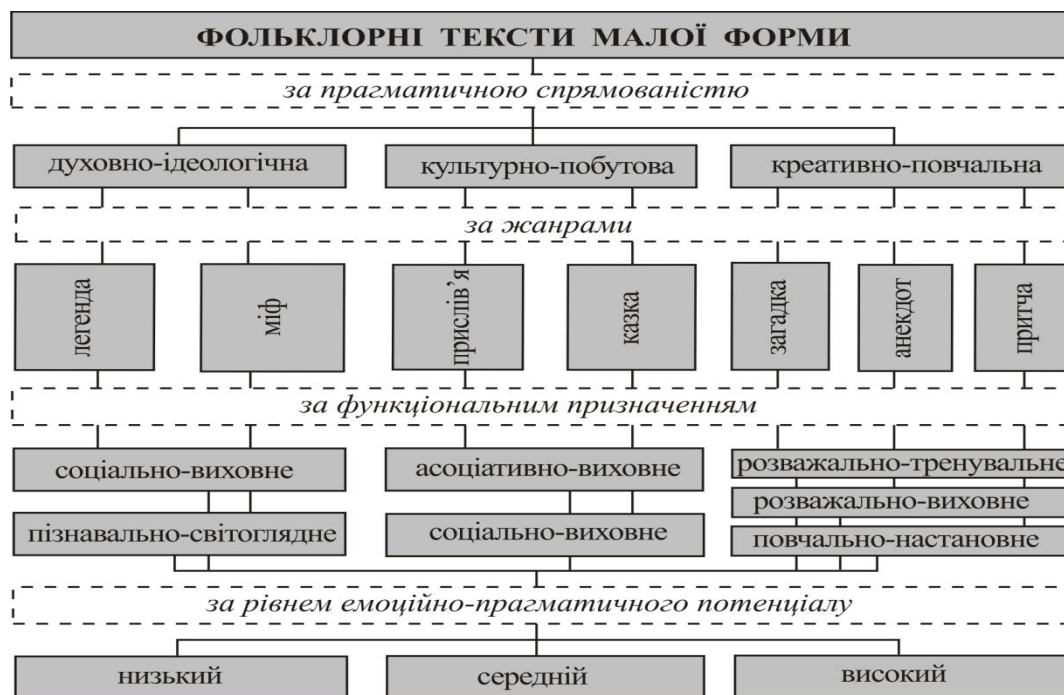 ФОЛЬКЛОРНІ ТЕКСТИ МАЛОЇ ФОРМИ
за прагматичною спрямованістю
духовно-ідеологічна
культурно-побутова
креативно-повчальна
за жанрами
легенда
міф
прислів’я
казка
загадка
анекдот
притча
за функціональним призначенням
соціально-виховне
асоціативно-виховне
розважально-тренувальне
розважально-виховне
пізнавально-світоглядне
соціально-виховне
повчально-настановне
за рівнем емоційно-прагматичного потенціалу
низький
середній
високий